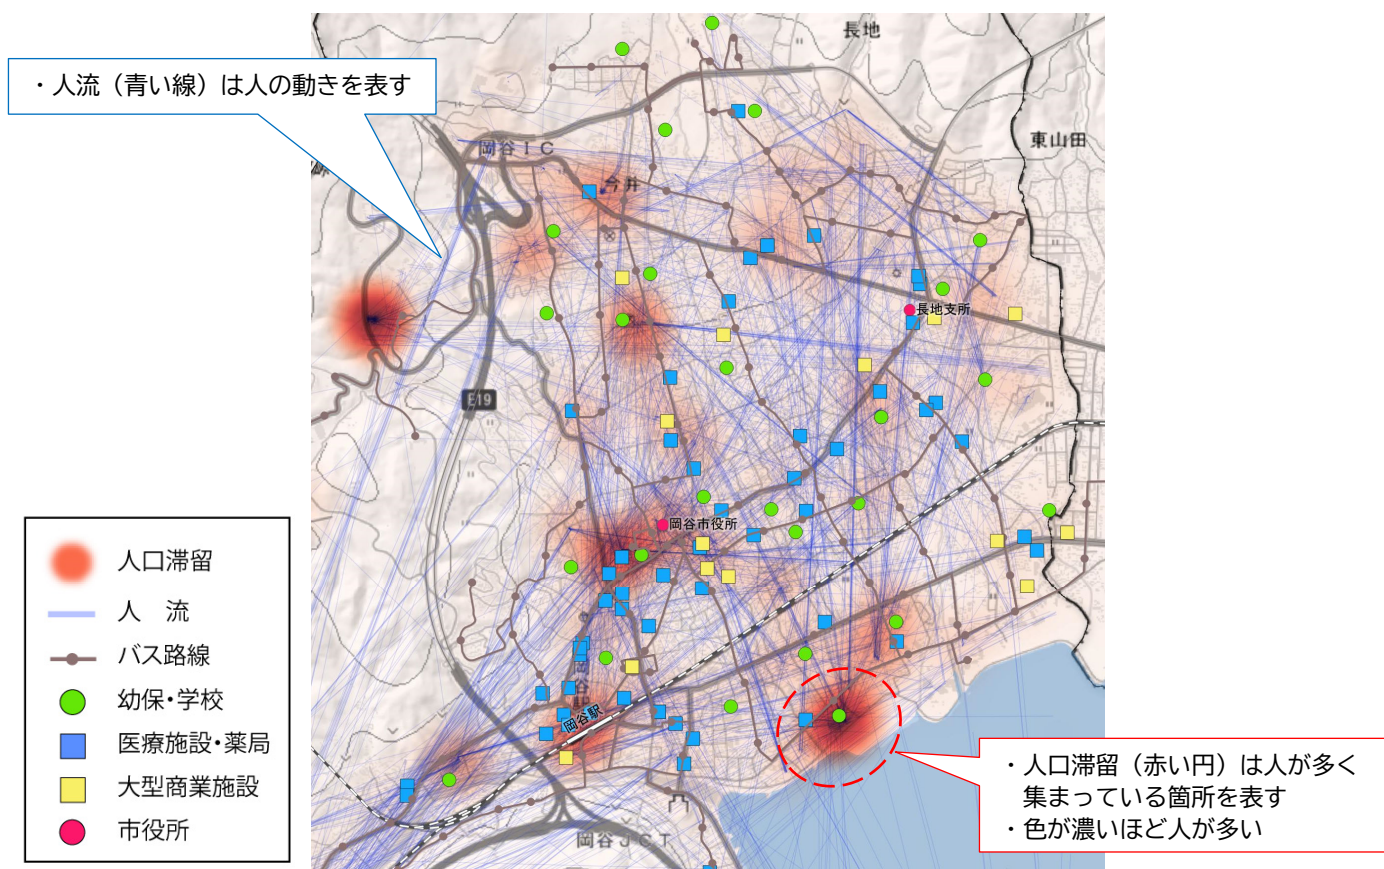 長地
・人流（青い線）は人の動きを表す
東山田
岡谷ＩＣ
今井
長地支所
E19
岡谷市役所
人口滞留
人　流
バス路線
幼保・学校
医療施設・薬局
大型商業施設
市役所
岡谷駅
岡谷ＪＣＴ
・人口滞留（赤い円）は人が多く
集まっている箇所を表す
・色が濃いほど人が多い